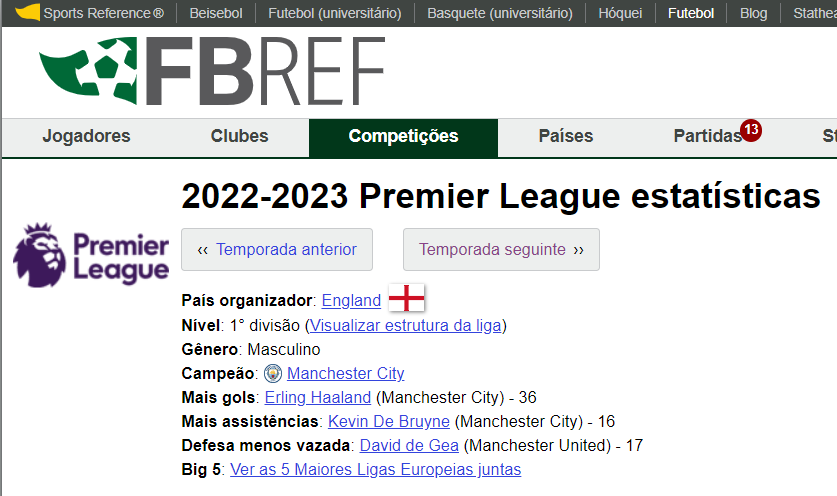 Sports Reference ® Beisebol Futebol (universitário) Basquete (universitário) Hóquei Futebol Blog Stathea
FBREF
Jogadores Clubes Competições Países Partidas 13 St
2022-2023 Premier League estatísticas
Premier League
‹‹ Temporada anterior Temporada seguinte ››
País organizador: England
Nível: 1° divisão (Visualizar estrutura da liga)
Gênero: Masculino
Campeão: Manchester City
Mais gols: Erling Haaland (Manchester City) - 36
Mais assistências: Kevin De Bruyne (Manchester City) - 16
Defesa menos vazada: David de Gea (Manchester United) - 17
Big 5: Ver as 5 Maiores Ligas Europeias juntas